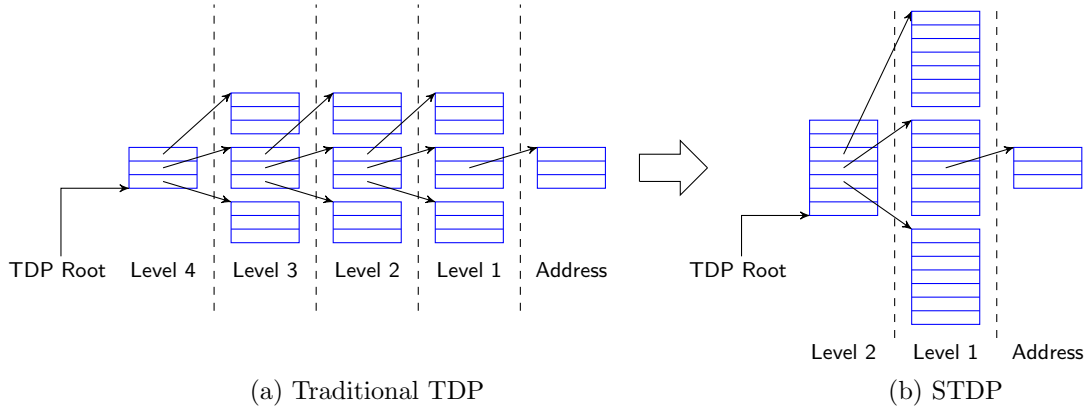 TDP Root Level 4 Level 3 Level 2 Level 1 Address
TDP Root
Level 2 Level 1 Address
(a) Traditional TDP
(b) STDP